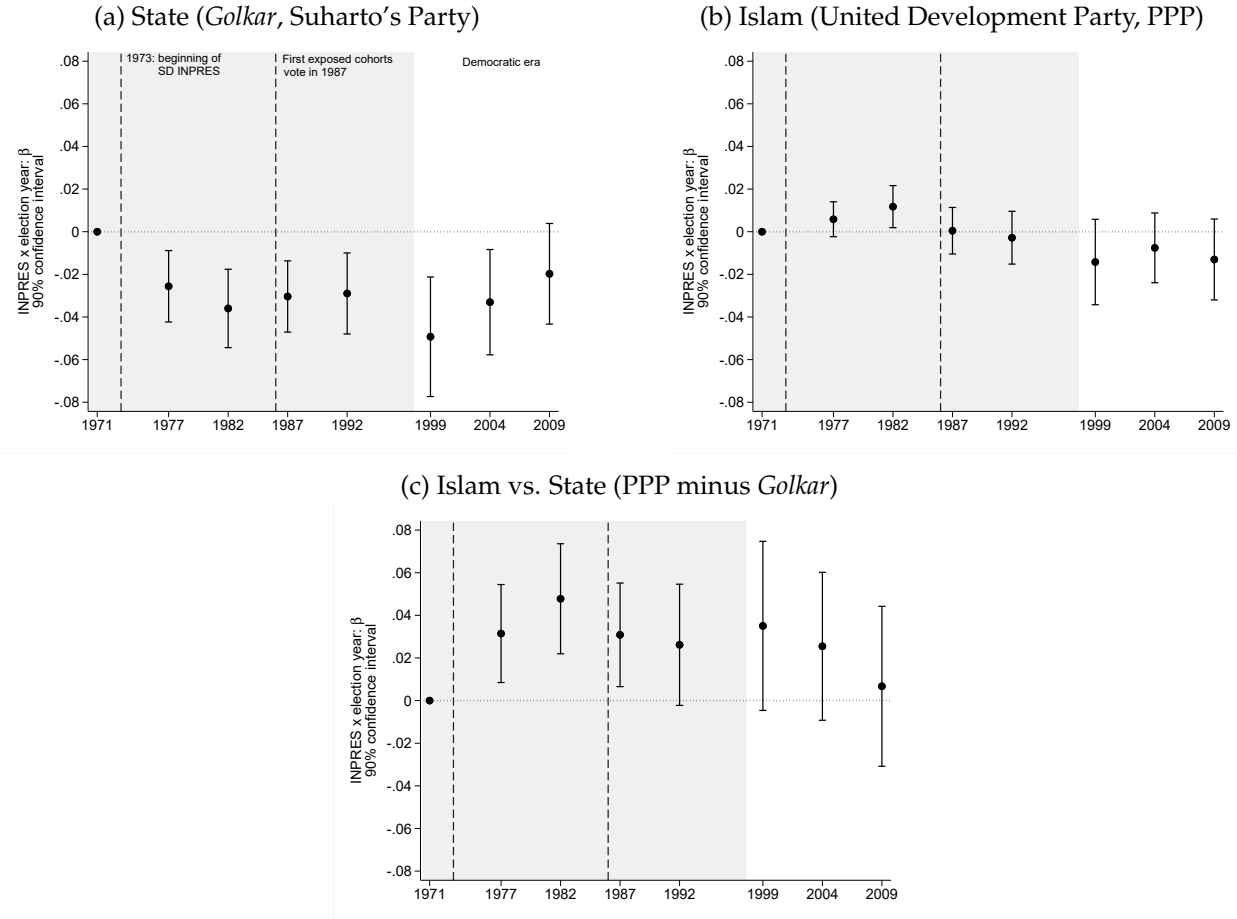 (a) State (Golkar, Suharto's Party)
.08
.06
.04
.02
0
-.02
-.04
-.06
-.08
INPRES x election year: β
90% confidence interval
1973: beginning of
SD INPRES
First exposed cohorts
vote in 1987
Democratic era
1971 1977 1982 1987 1992 1999 2004 2009
(b) Islam (United Development Party, PPP)
.08
.06
.04
.02
0
-.02
-.04
-.06
-.08
INPRES x election year: β
90% confidence interval
1971 1977 1982 1987 1992 1999 2004 2009
(c) Islam vs. State (PPP minus Golkar)
.08
.06
.04
.02
0
-.02
-.04
-.06
-.08
INPRES x election year: β
90% confidence interval
1971 1977 1982 1987 1992 1999 2004 2009